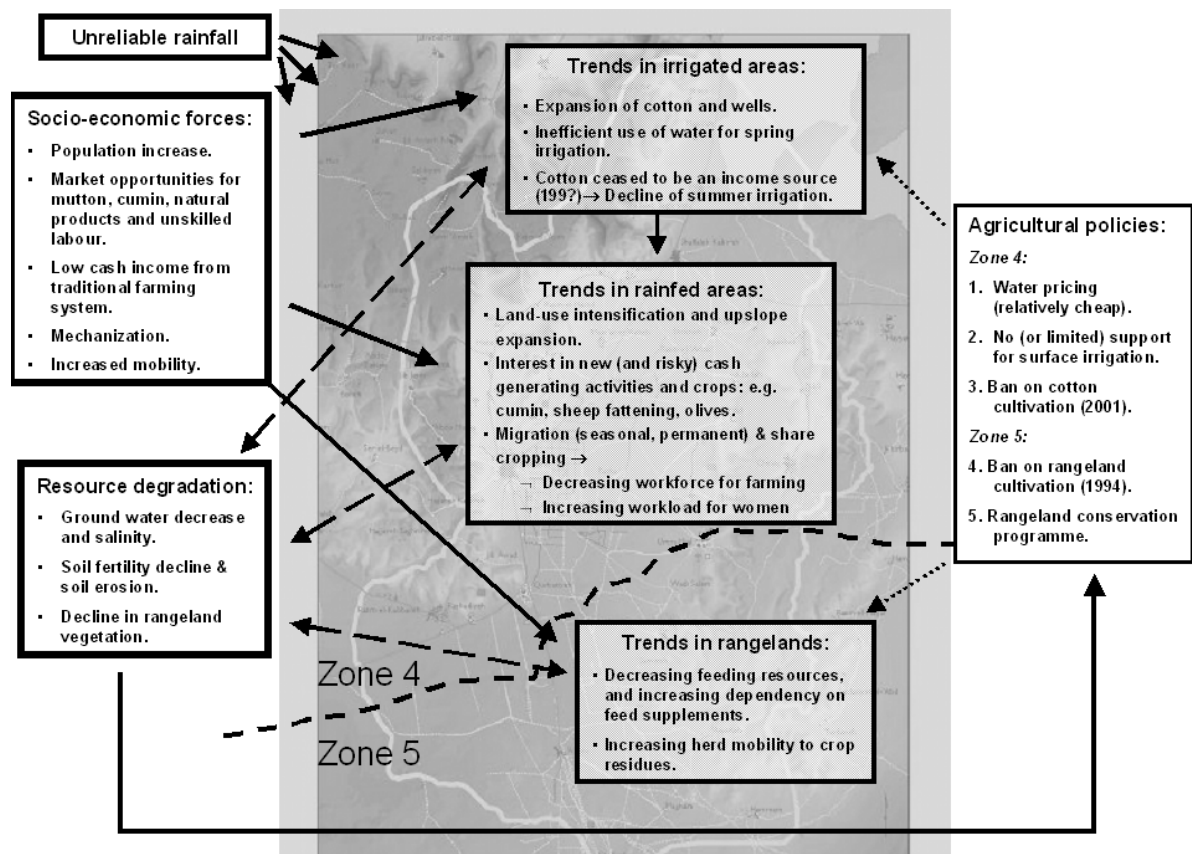 Unreliable rainfall
Socio-economic forces:
▪ Population increase.
▪ Market opportunities for
mutton, cumin, natural
products and unskilled
labour.
▪ Low cash income from
traditional farming
system.
▪ Mechanization.
▪ Increased mobility.
Resource degradation:
▪ Ground water decrease
and salinity.
▪ Soil fertility decline &
soil erosion.
▪ Decline in rangeland
vegetation.
Trends in irrigated areas:
▪ Expansion of cotton and wells.
▪ Inefficient use of water for spring
irrigation.
▪ Cotton ceased to be an income source
(199?)→ Decline of summer irrigation.
Trends in rainfed areas:
▪ Land-use intensification and upslope
expansion.
▪ Interest in new (and risky) cash
generating activities and crops: e.g.
cumin, sheep fattening, olives.
▪ Migration (seasonal, permanent) & share
cropping →
¬ Decreasing workforce for farming
¬ Increasing workload for women
Trends in rangelands:
▪ Decreasing feeding resources,
and increasing dependency on
feed supplements.
▪ Increasing herd mobility to crop
residues.
Zone 4
Zone 5
Agricultural policies:
Zone 4:
1. Water pricing
(relatively cheap).
2. No (or limited) support
for surface irrigation.
3. Ban on cotton
cultivation (2001).
Zone 5:
4. Ban on rangeland
cultivation (1994).
5. Rangeland conservation
programme.